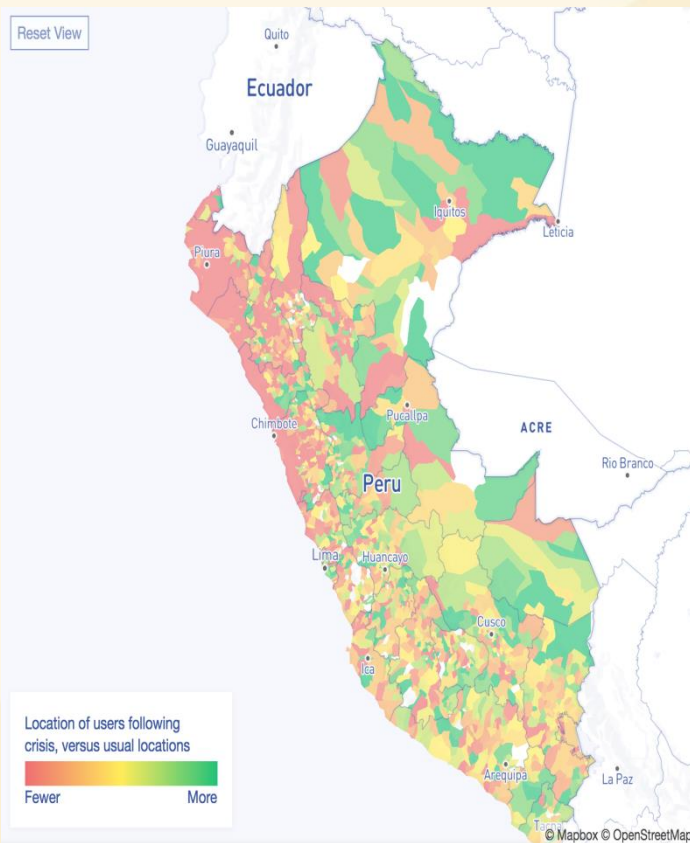 Reset View
Quito
Ecuador
Guayaquil
Iquitos
Leticia
Piura
Chimbote
Pucallpa
ACRE
Rio Branco
Peru
Lima
Huancayo
Cusco
Ica
Location of users following
crisis, versus usual locations
Fewer More
Arequipa
La Paz
Tacna
© Mapbox © OpenStreetMap